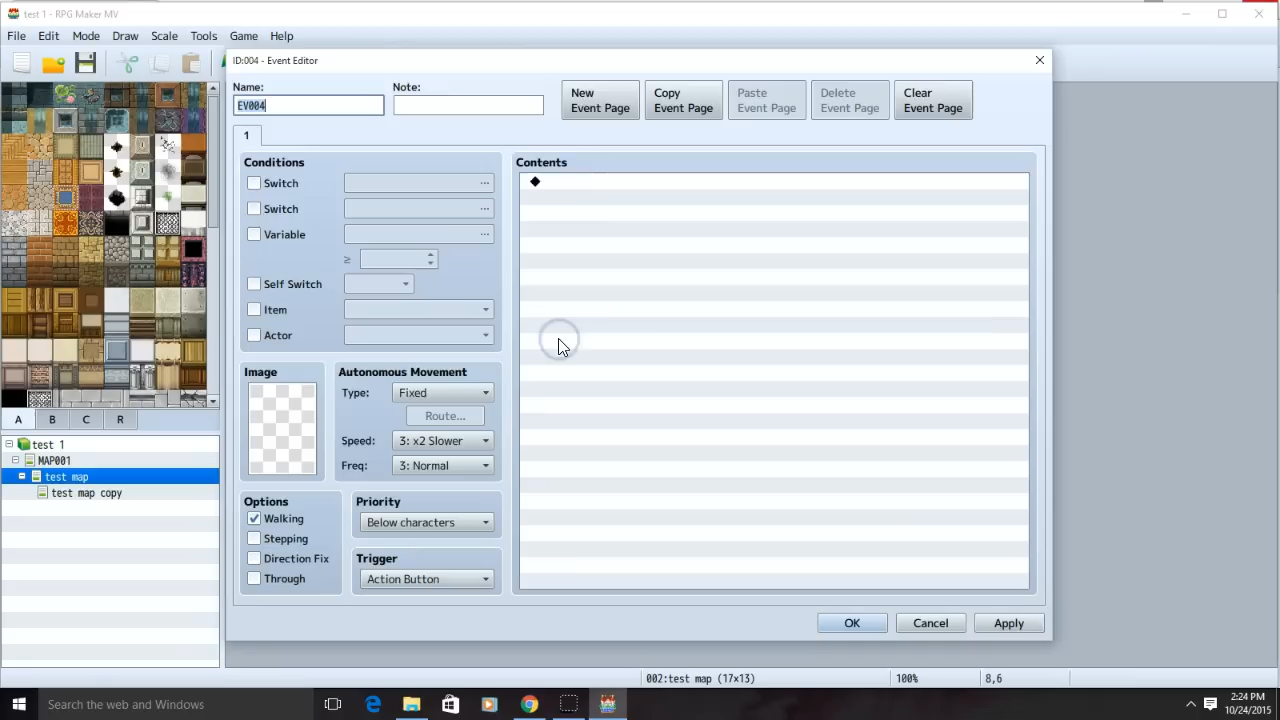 test 1 - RPG Maker MV
File Edit Mode Draw Scale Tools Game Help
ID:004 - Event Editor
Name: Note:
EV004
New Event Page
Copy Event Page
Paste Event Page
Delete Event Page
Clear Event Page
1
Conditions
Switch ...
Switch ...
Variable ...
≥
Self Switch
Item
Actor
Image
Autonomous Movement
Type: Fixed
Route...
Speed: 3: x2 Slower
Freq: 3: Normal
Options
Walking
Stepping
Direction Fix
Through
Priority
Below characters
Trigger
Action Button
Contents
◆
OK Cancel Apply
A B C R
test 1
MAP001
test map
test map copy
002:test map (17×13) 100% 8,6
Search the web and Windows
2:24 PM
10/24/2015